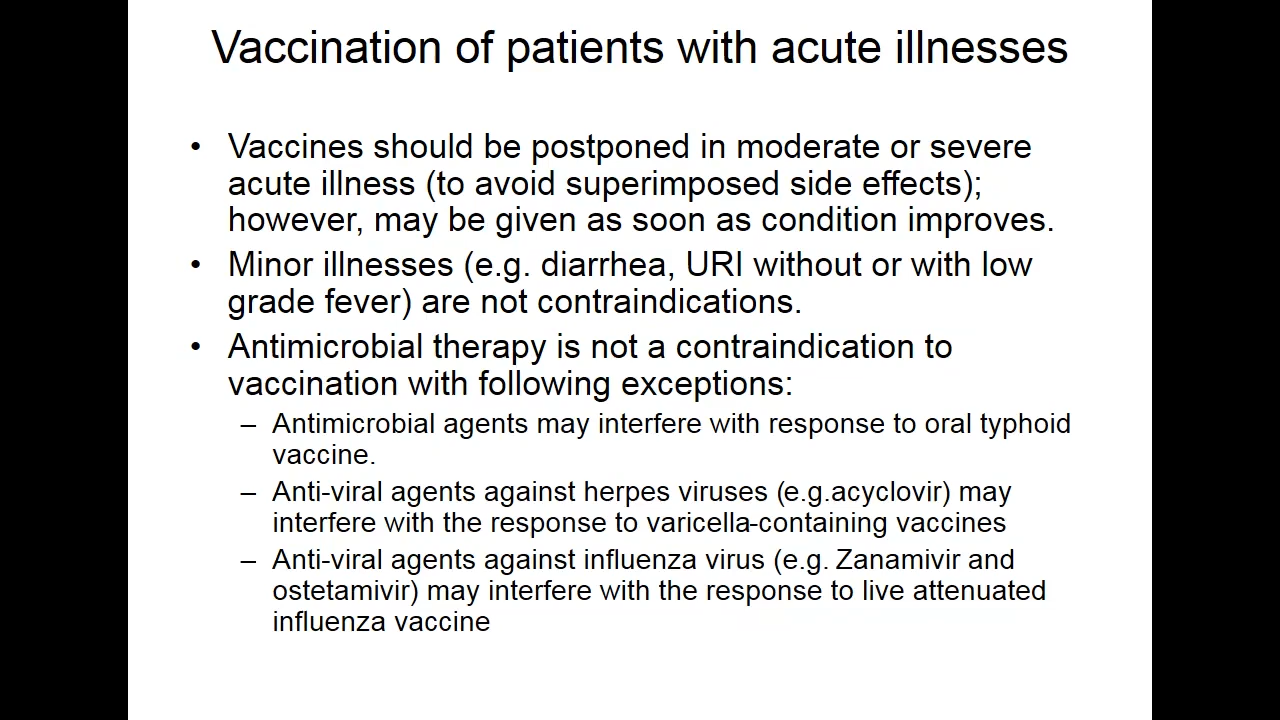 Vaccination of patients with acute illnesses
• Vaccines should be postponed in moderate or severe
acute illness (to avoid superimposed side effects);
however, may be given as soon as condition improves.
• Minor illnesses (e.g. diarrhea, URI without or with low
grade fever) are not contraindications.
• Antimicrobial therapy is not a contraindication to
vaccination with following exceptions:
– Antimicrobial agents may interfere with response to oral typhoid
vaccine.
– Anti-viral agents against herpes viruses (e.g.acyclovir) may
interfere with the response to varicella-containing vaccines
– Anti-viral agents against influenza virus (e.g. Zanamivir and
ostetamivir) may interfere with the response to live attenuated
influenza vaccine